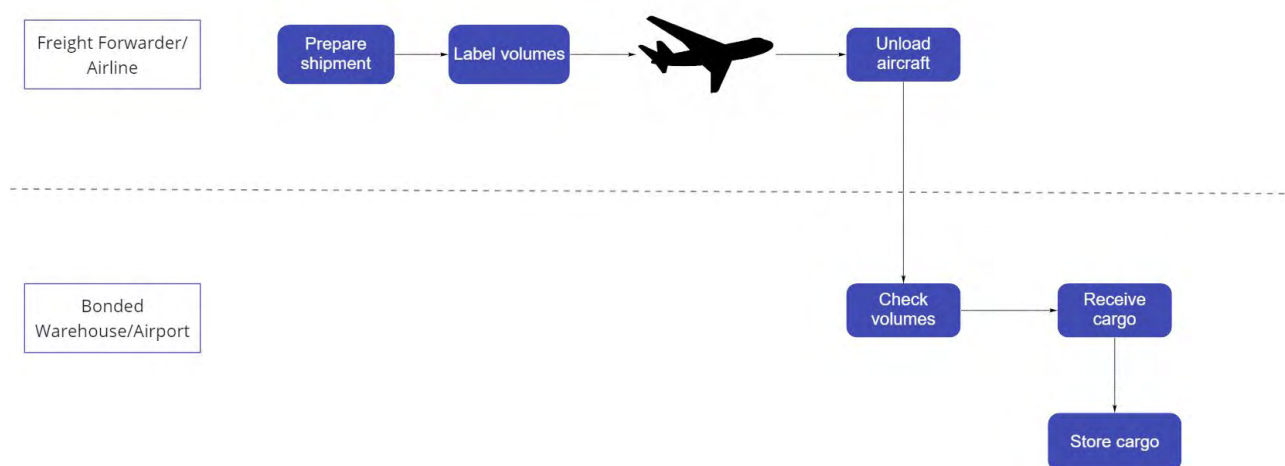 Freight Forwarder/
Airline
Prepare
shipment
Label volumes
Unload
aircraft
Bonded
Warehouse/Airport
Check
volumes
Receive
cargo
Store cargo